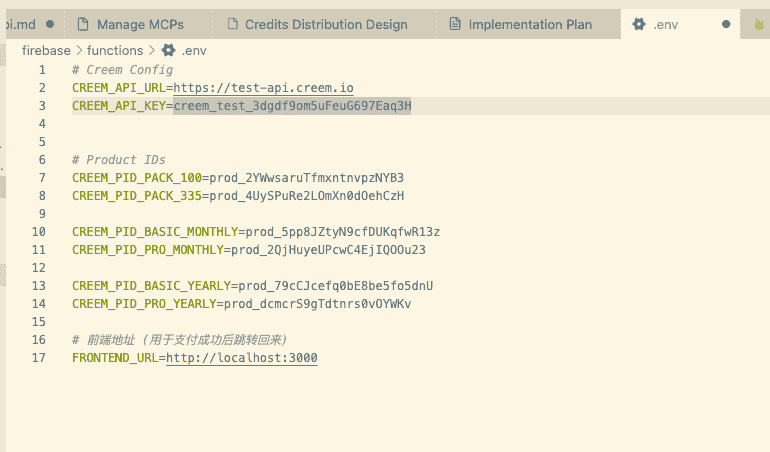 pi.md Manage MCPs Credits Distribution Design Implementation Plan .env
firebase > functions > .env
1 # Creem Config
2 CREEM_API_URL=https://test-api.creem.io
3 CREEM_API_KEY=creem_test_3dgdf9om5uFeuG697Eaq3H
4
5
6 # Product IDs
7 CREEM_PID_PACK_100=prod_2YWwsaruTfmxntnvpzNYB3
8 CREEM_PID_PACK_335=prod_4UySPuRe2LOmXn0dOehCzH
9
10 CREEM_PID_BASIC_MONTHLY=prod_5pp8JZtyN9cfDUKqfwR13z
11 CREEM_PID_PRO_MONTHLY=prod_2QjHuyeUPcwC4EjIQOOu23
12
13 CREEM_PID_BASIC_YEARLY=prod_79cCJcefq0bE8be5fo5dnU
14 CREEM_PID_PRO_YEARLY=prod_dcmcrS9gTdtnrs0vOYWKv
15
16 # 前端地址 (用于支付成功后跳转回来)
17 FRONTEND_URL=http://localhost:3000